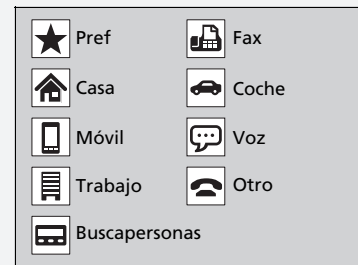 Pref
Fax
Casa
Coche
Móvil
Voz
Trabajo
Otro
Buscapersonas